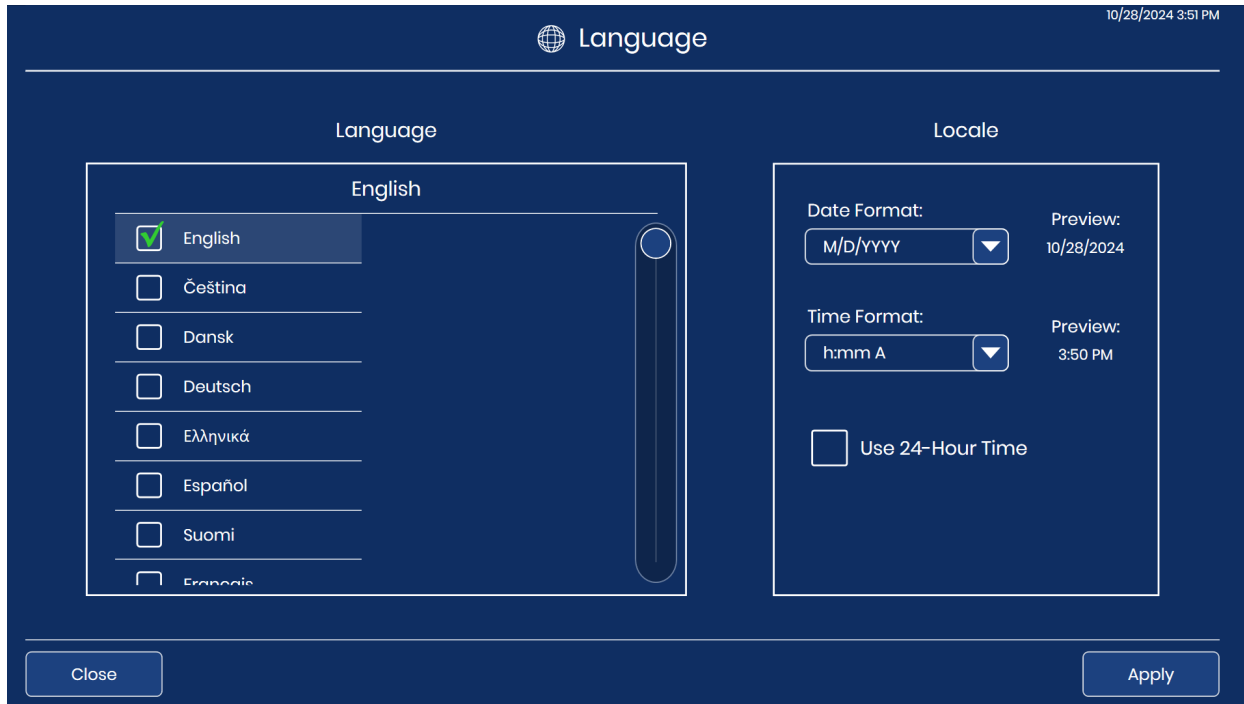 10/28/2024 3:51 PM
Language
Language
English
English
Čeština
Dansk
Deutsch
Ελληνικά
Español
Suomi
Français
Locale
Date Format:
M/D/YYYY
Preview:
10/28/2024
Time Format:
h:mm A
Preview:
3:50 PM
Use 24-Hour Time
Close
Apply